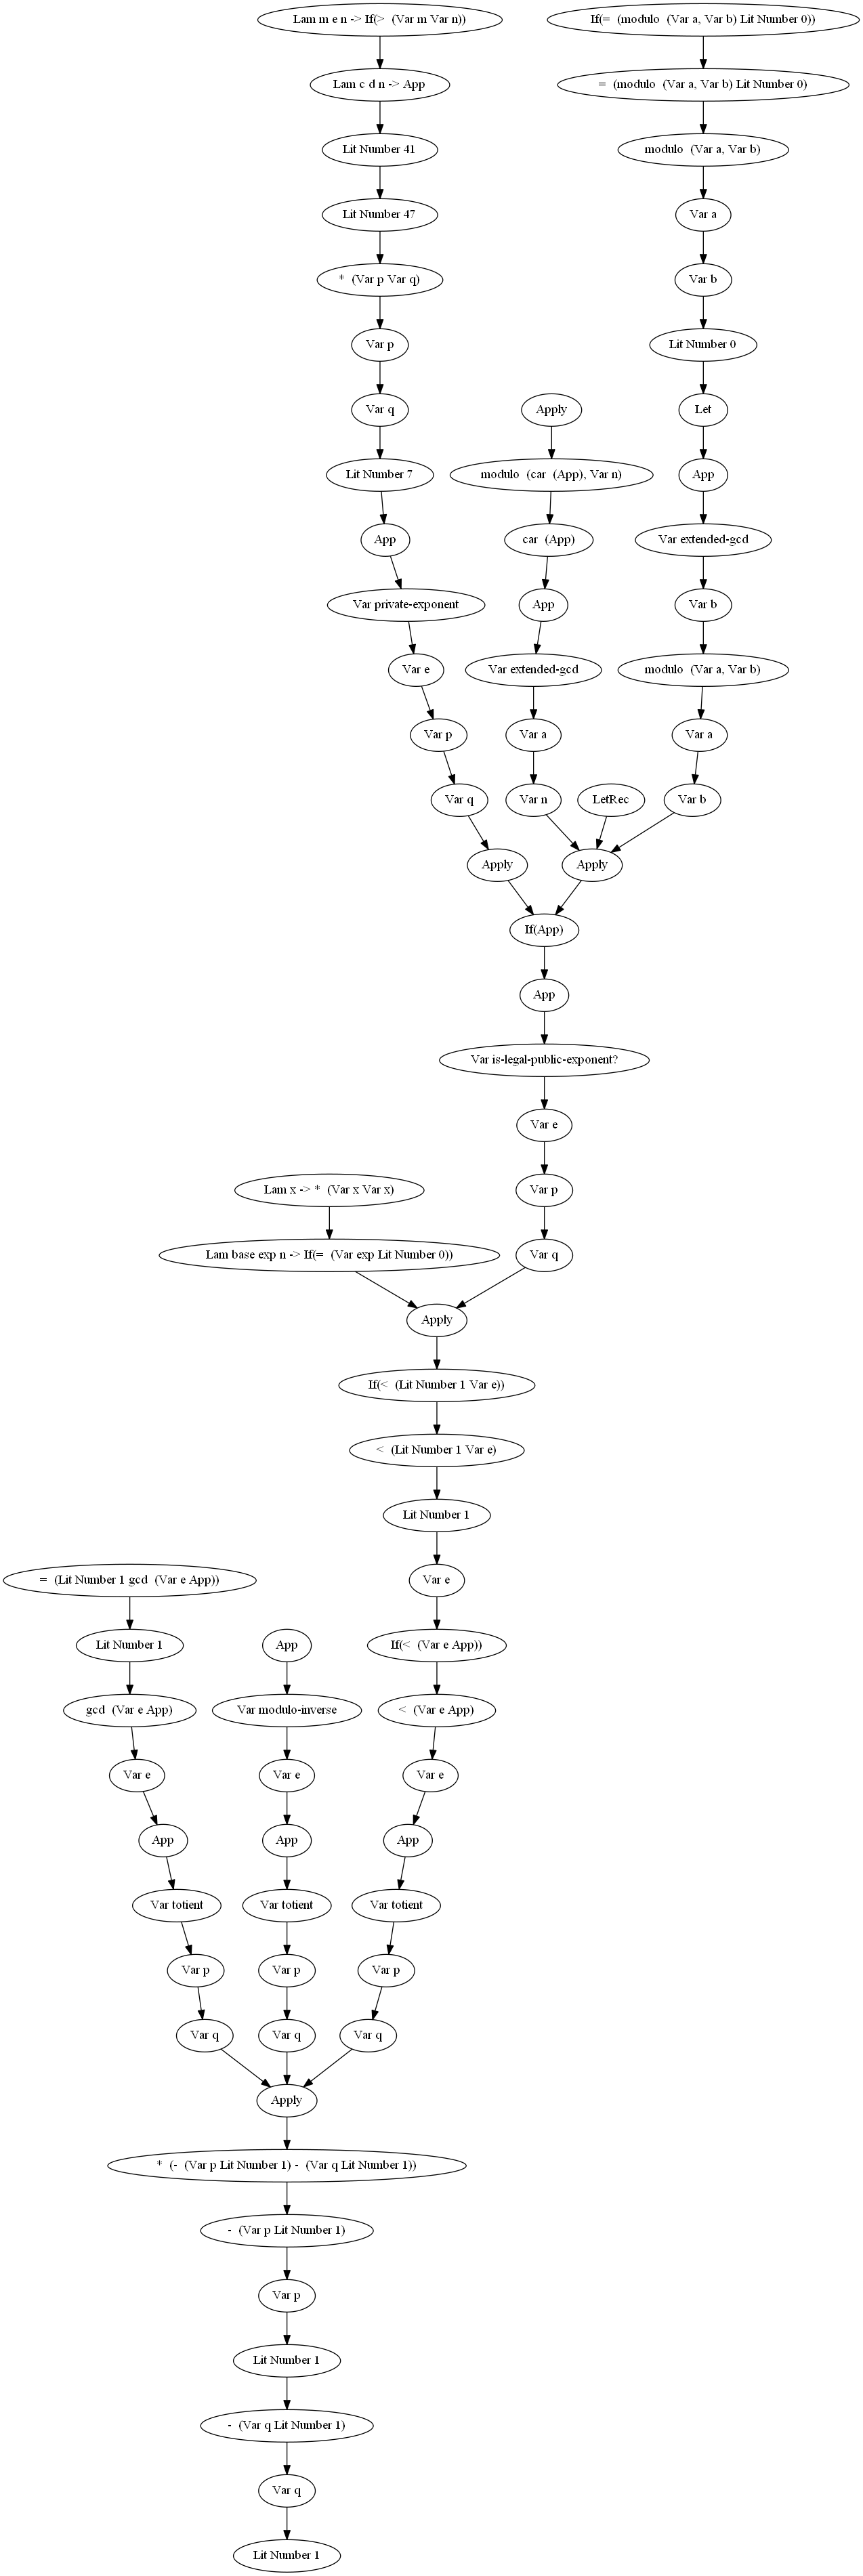 Lam m e n -> If(>  (Var m Var n))
If(=  (modulo  (Var a, Var b) Lit Number 0))
Lam c d n -> App
=  (modulo  (Var a, Var b) Lit Number 0)
Lit Number 41
modulo  (Var a, Var b)
Lit Number 47
Var a
*  (Var p Var q)
Var b
Var p
Lit Number 0
Var q
Apply
Let
Lit Number 7
modulo  (car  (App), Var n)
App
App
car  (App)
Var extended-gcd
Var private-exponent
App
Var b
Var e
Var extended-gcd
modulo  (Var a, Var b)
Var p
Var a
Var a
Var q
Var n
LetRec
Var b
Apply
Apply
If(App)
App
Var is-legal-public-exponent?
Var e
Lam x -> *  (Var x Var x)
Var p
Lam base exp n -> If(=  (Var exp Lit Number 0))
Var q
Apply
If(<  (Lit Number 1 Var e))
<  (Lit Number 1 Var e)
Lit Number 1
=  (Lit Number 1 gcd  (Var e App))
Var e
Lit Number 1
App
If(<  (Var e App))
gcd  (Var e App)
Var modulo-inverse
<  (Var e App)
Var e
Var e
Var e
App
App
App
Var totient
Var totient
Var totient
Var p
Var p
Var p
Var q
Var q
Var q
Apply
*  (-  (Var p Lit Number 1) -  (Var q Lit Number 1))
-  (Var p Lit Number 1)
Var p
Lit Number 1
-  (Var q Lit Number 1)
Var q
Lit Number 1